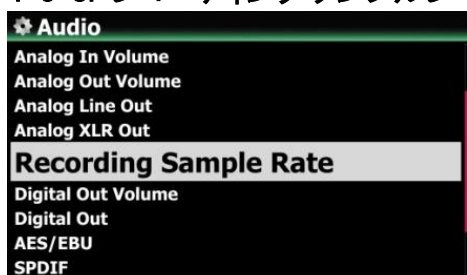 Audio
Analog In Volume
Analog Out Volume
Analog Line Out
Analog XLR Out
Recording Sample Rate
Digital Out Volume
Digital Out
AES/EBU
SPDIF